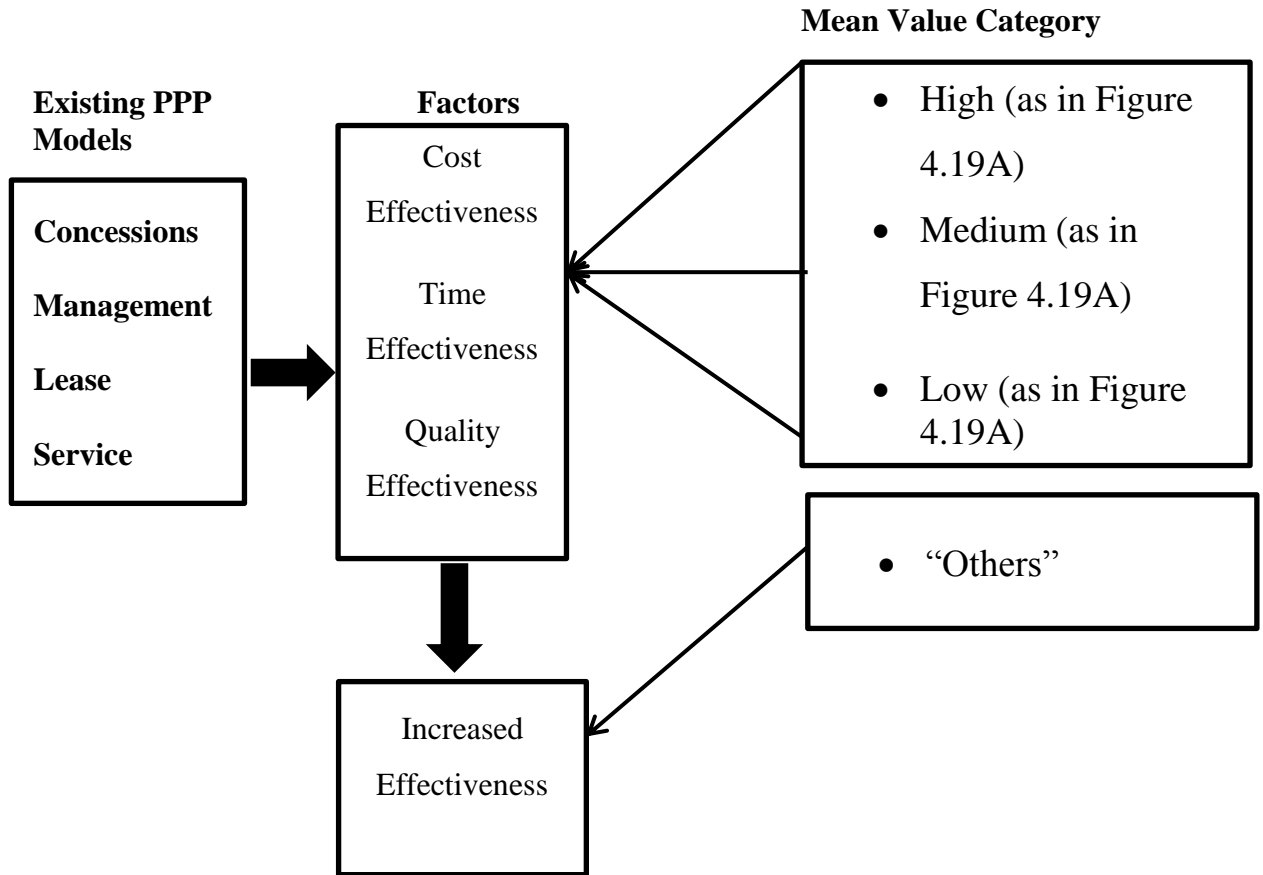 Mean Value Category
Existing PPP
Models
Factors
Concessions
Management
Lease
Service
Cost
Effectiveness
Time
Effectiveness
Quality
Effectiveness
• High (as in Figure
4.19A)
• Medium (as in
Figure 4.19A)
• Low (as in Figure
4.19A)
• “Others”
Increased
Effectiveness